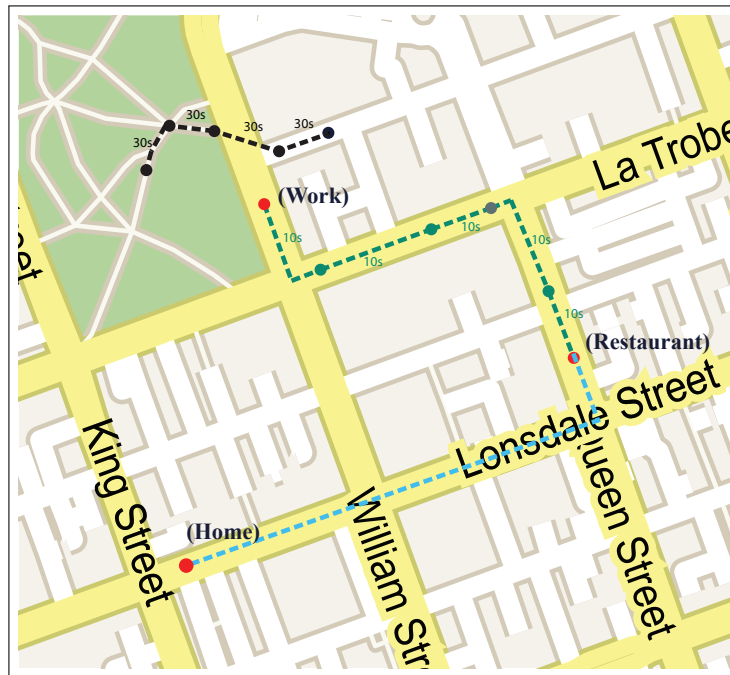 30s
30s
30s
30s
La Trobe
(Work)
10s
10s
10s
10s
10s
(Restaurant)
Lonsdale Street
Queen Street
King Street
William Str
(Home)
eet